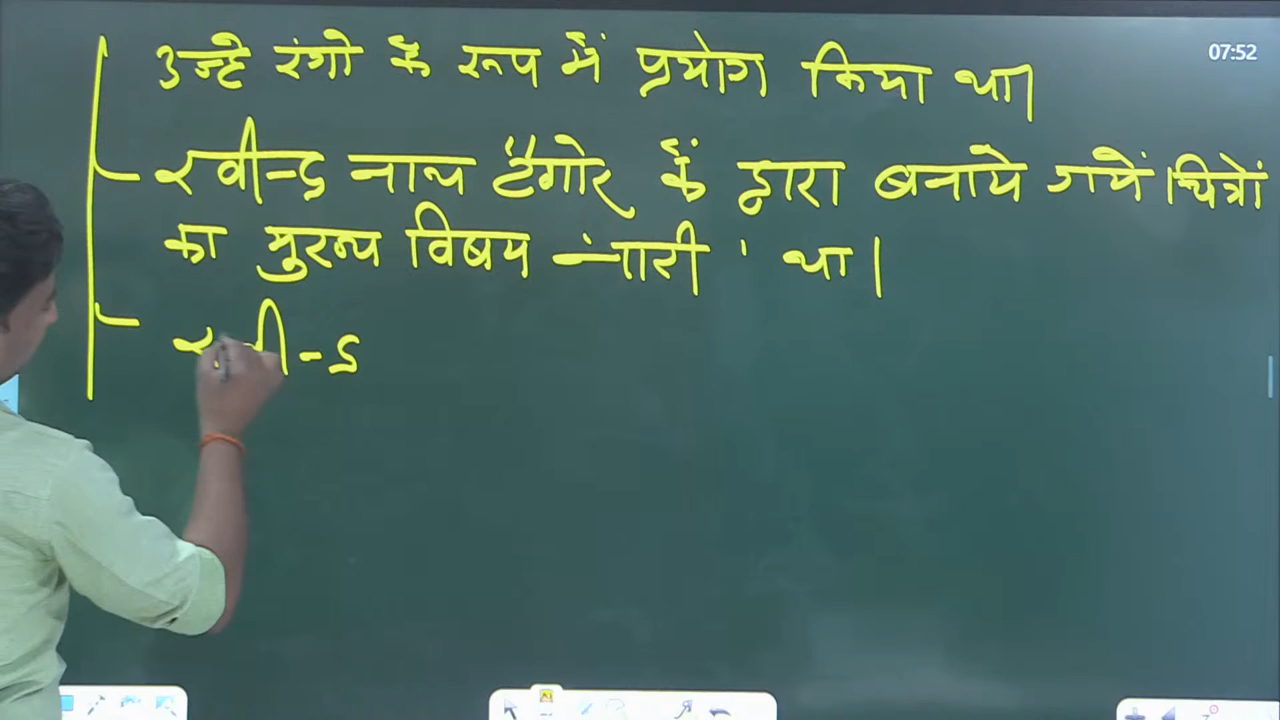 07:52
उन्हे रंगो के रूप में प्रयोग किया था।
रवीन्द्र नाथ टैगोर के द्वारा बनाये गयें चित्रों
का मुख्य विषय 'नारी' था।
रवीन्द्र